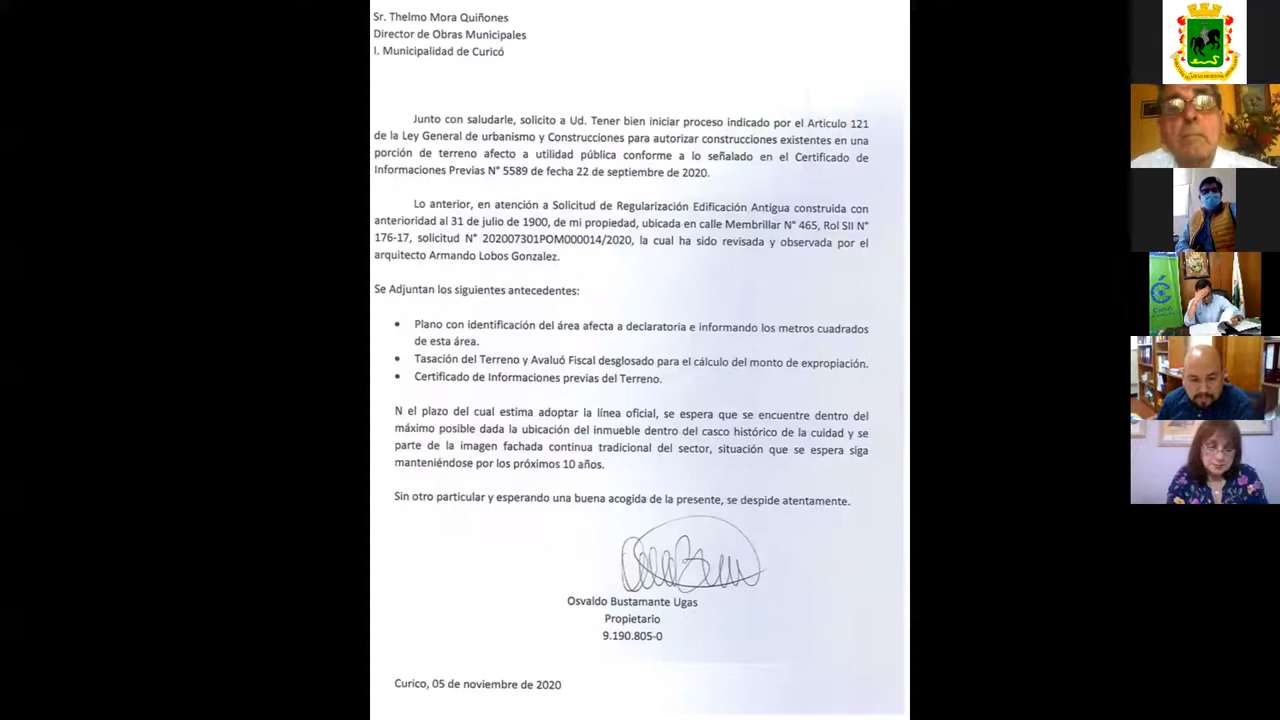 Sr. Thelmo Mora Quiñones
Director de Obras Municipales
I. Municipalidad de Curicó
Junto con saludarle, solicito a Ud. Tener bien iniciar proceso indicado por el Articulo 121
de la Ley General de urbanismo y Construcciones para autorizar construcciones existentes en una
porción de terreno afecto a utilidad pública conforme a lo señalado en el Certificado de
Informaciones Previas N° 5589 de fecha 22 de septiembre de 2020.
Lo anterior, en atención a Solicitud de Regularización Edificación Antigua construida con
anterioridad al 31 de julio de 1900, de mi propiedad, ubicada en calle Membrillar N° 465, Rol SII N°
176-17, solicitud N° 202007301POM000014/2020, la cual ha sido revisada y observada por el
arquitecto Armando Lobos Gonzalez.
Se Adjuntan los siguientes antecedentes:
• Plano con identificación del área afecta a declaratoria e informando los metros cuadrados
de esta área.
• Tasación del Terreno y Avaluó Fiscal desglosado para el cálculo del monto de expropiación.
• Certificado de Informaciones previas del Terreno.
N el plazo del cual estima adoptar la línea oficial, se espera que se encuentre dentro del
máximo posible dada la ubicación del inmueble dentro del casco histórico de la cuidad y se
parte de la imagen fachada continua tradicional del sector, situación que se espera siga
manteniéndose por los próximos 10 años.
Sin otro particular y esperando una buena acogida de la presente, se despide atentamente.
Osvaldo Bustamante Ugas
Propietario
9.190.805-0
Curico, 05 de noviembre de 2020